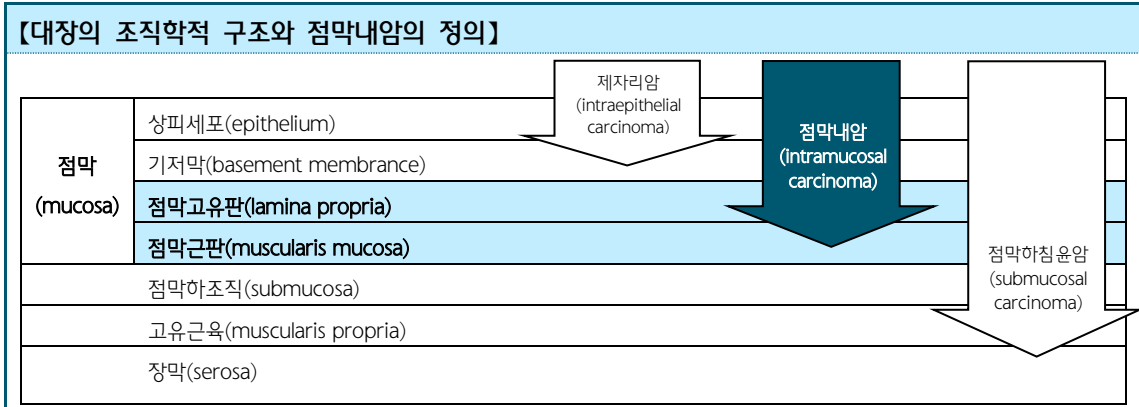 【대장의 조직학적 구조와 점막내암의 정의】
제자리암
(intraepithelial
carcinoma)
점막내암
(intramucosal
carcinoma)
점막하침윤암
(submucosal
carcinoma)
점막
(mucosa)
상피세포(epithelium)
기저막(basement membrance)
점막고유판(lamina propria)
점막근판(muscularis mucosa)
점막하조직(submucosa)
고유근육(muscularis propria)
장막(serosa)